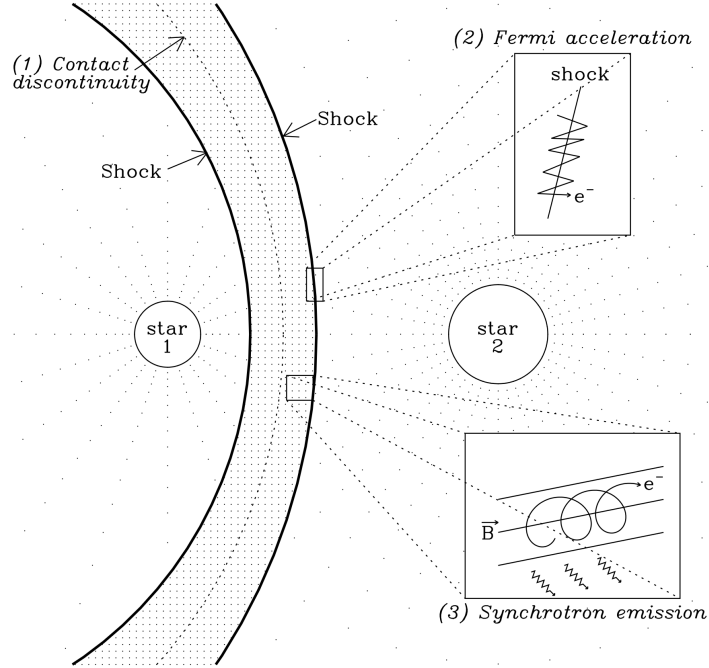 (2) Fermi acceleration
(1) Contact
discontinuity
shock
Shock
Shock
e⁻
star
1
star
2
e⁻
B
(3) Synchrotron emission